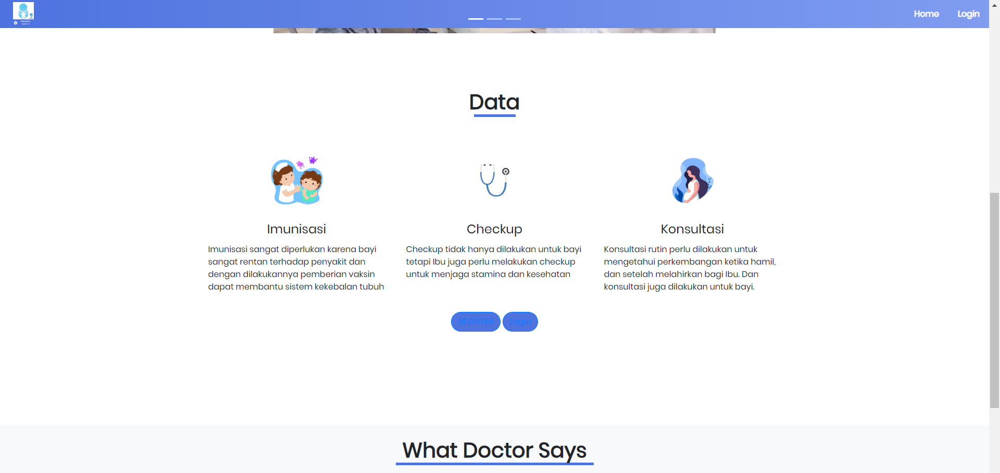 Home Login
Data
Imunisasi
Imunisasi sangat diperlukan karena bayi
sangat rentan terhadap penyakit dan
dengan dilakukannya pemberian vaksin
dapat membantu sistem kekebalan tubuh
Checkup
Checkup tidak hanya dilakukan untuk bayi
tetapi Ibu juga perlu melakukan checkup
untuk menjaga stamina dan kesehatan
Konsultasi
Konsultasi rutin perlu dilakukan untuk
mengetahui perkembangan ketika hamil,
dan setelah melahirkan bagi Ibu. Dan
konsultasi juga dilakukan untuk bayi.
REGISTER Login
What Doctor Says